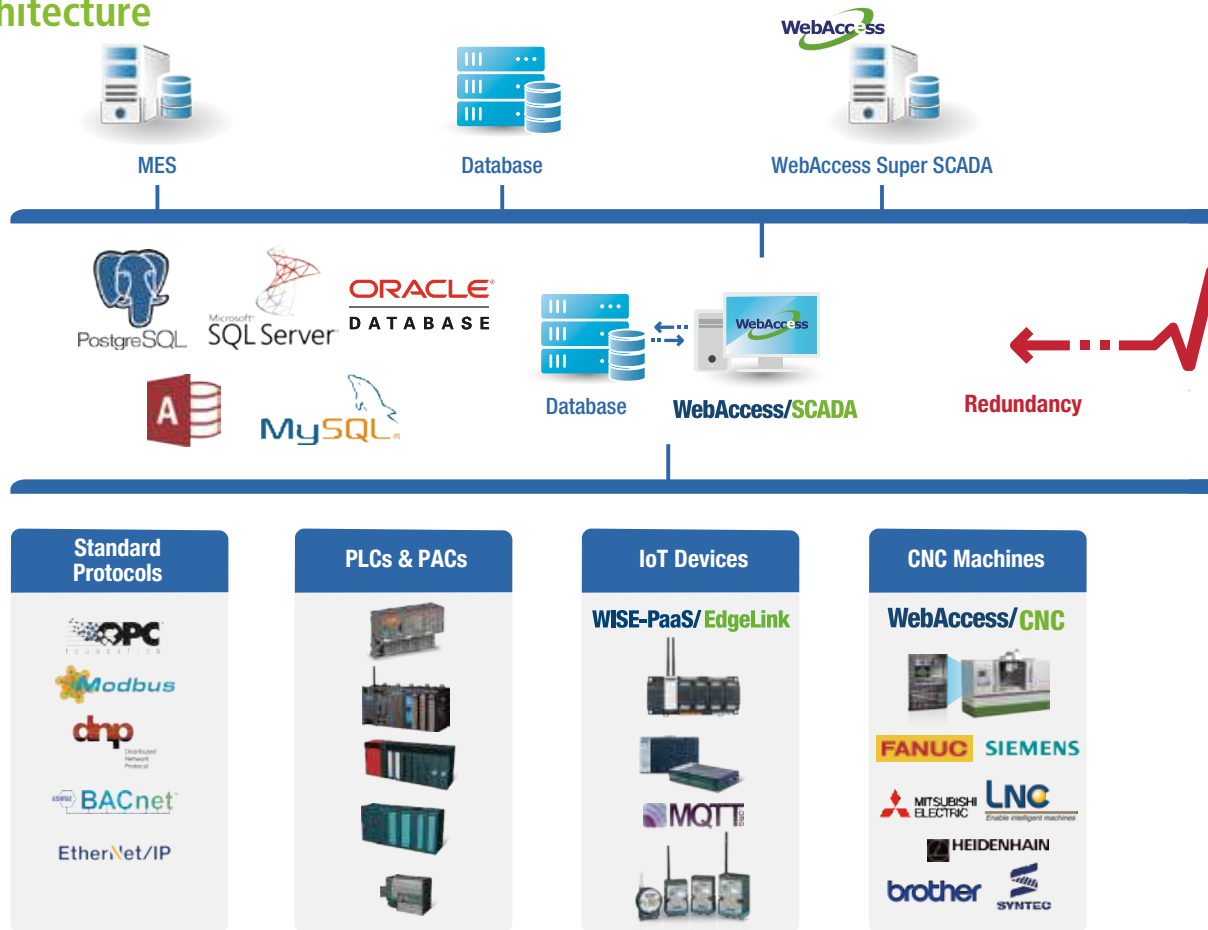 hitecture
WebAccess
MES
Database
WebAccess Super SCADA
PostgreSQL
Microsoft
SQL Server
ORACLE
DATABASE
WebAccess
A
MySQL
Database
WebAccess/SCADA
Redundancy
Standard
Protocols
OPC
FOUNDATION
Modbus
dnp
Distributed
Network
Protocol
ASHRAE BACnet
EtherNet/IP
PLCs & PACs
IoT Devices
WISE-PaaS/EdgeLink
MQTT
.ORG
CNC Machines
WebAccess/CNC
FANUC
SIEMENS
MITSUBISHI
ELECTRIC
LNC
Enable intelligent machines
HEIDENHAIN
brother
SYNTEC